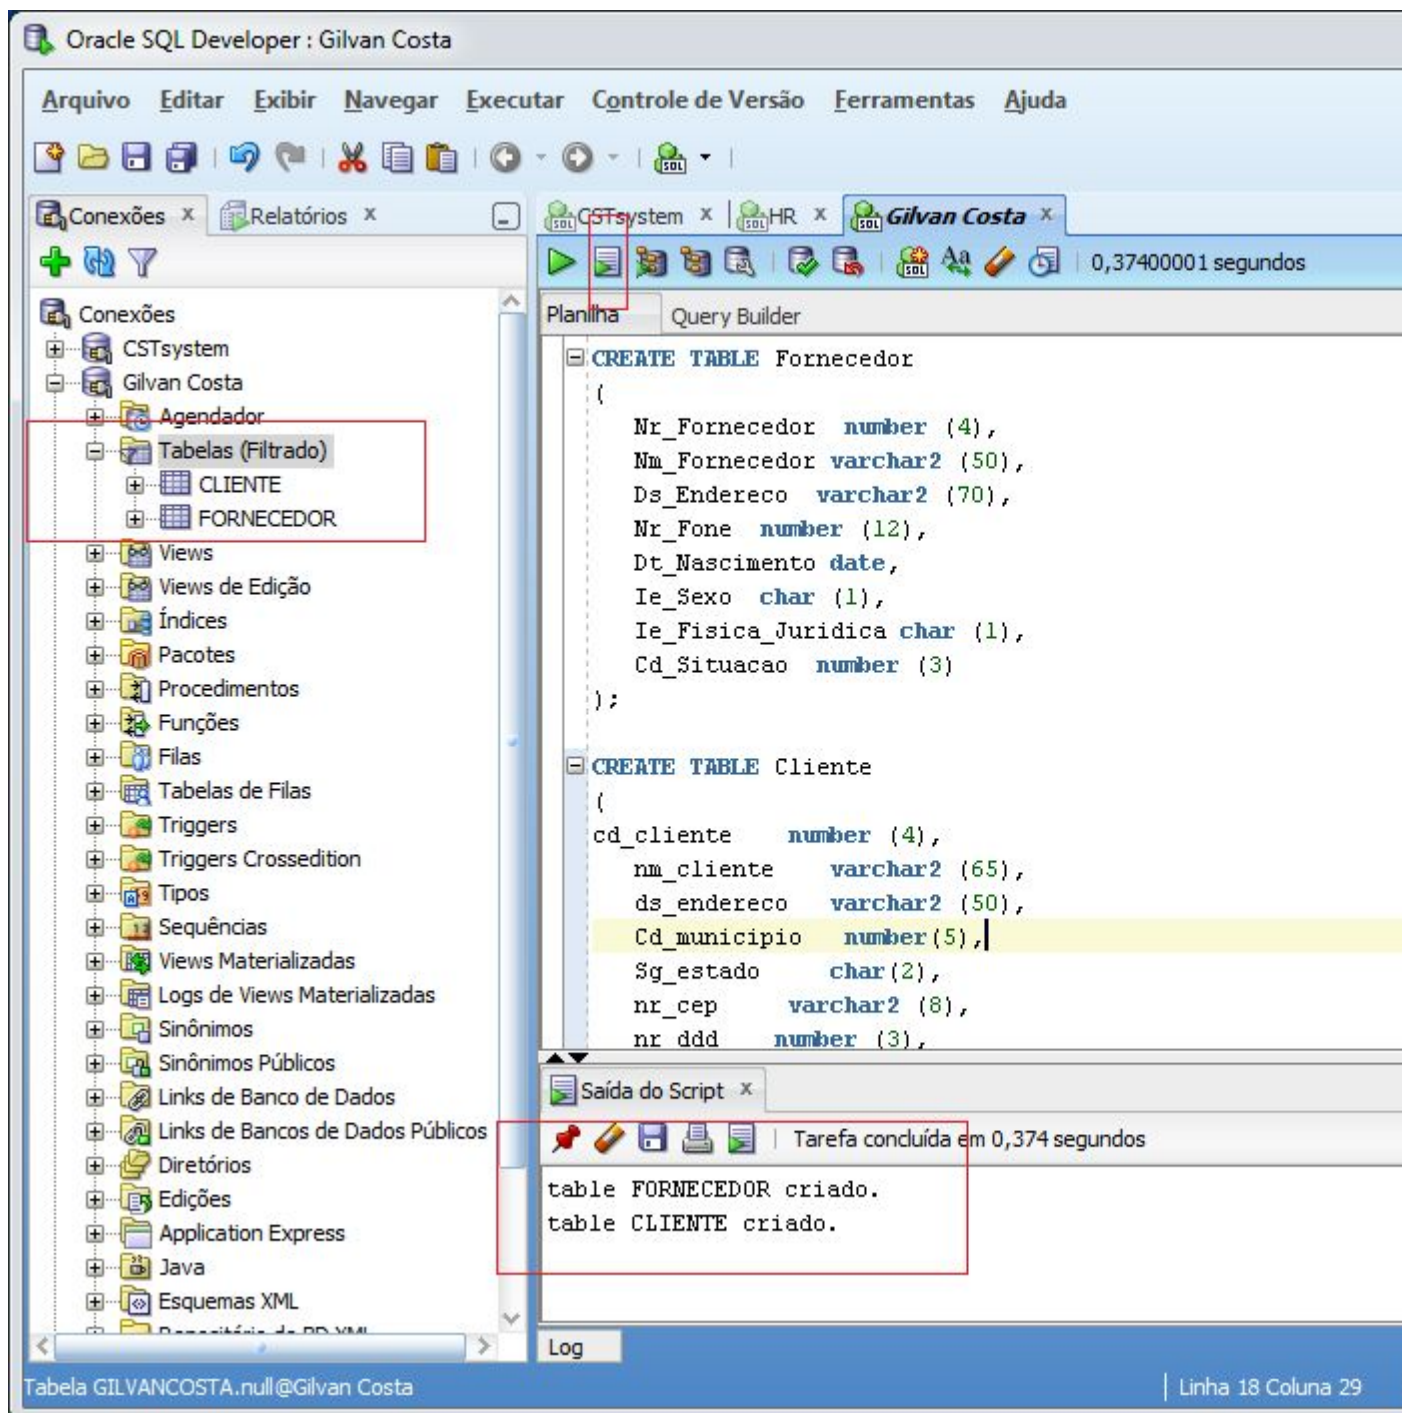 Oracle SQL Developer : Gilvan Costa
Arquivo Editar Exibir Navegar Executar Controle de Versão Ferramentas Ajuda
Conexões x Relatórios x
Conexões
CSTsystem
Gilvan Costa
Agendador
Tabelas (Filtrado)
CLIENTE
FORNECEDOR
Views
Views de Edição
Índices
Pacotes
Procedimentos
Funções
Filas
Tabelas de Filas
Triggers
Triggers Crossedition
Tipos
Sequências
Views Materializadas
Logs de Views Materializadas
Sinônimos
Sinônimos Públicos
Links de Banco de Dados
Links de Bancos de Dados Públicos
Diretórios
Edições
Application Express
Java
Esquemas XML
CSTsystem x HR x Gilvan Costa x
0,37400001 segundos
Planilha Query Builder
CREATE TABLE Fornecedor
(
Nr_Fornecedor number (4),
Nm_Fornecedor varchar2 (50),
Ds_Endereco varchar2 (70),
Nr_Fone number (12),
Dt_Nascimento date,
Ie_Sexo char (1),
Ie_Fisica_Juridica char (1),
Cd_Situacao number (3)
);
CREATE TABLE Cliente
(
cd_cliente number (4),
nm_cliente varchar2 (65),
ds_endereco varchar2 (50),
Cd_municipio number(5),
Sg_estado char(2),
nr_cep varchar2 (8),
nr_ddd number (3),
Saída do Script x
Tarefa concluída em 0,374 segundos
table FORNECEDOR criado.
table CLIENTE criado.
Log
Tabela GILVANCOSTA.null@Gilvan Costa
Linha 18 Coluna 29